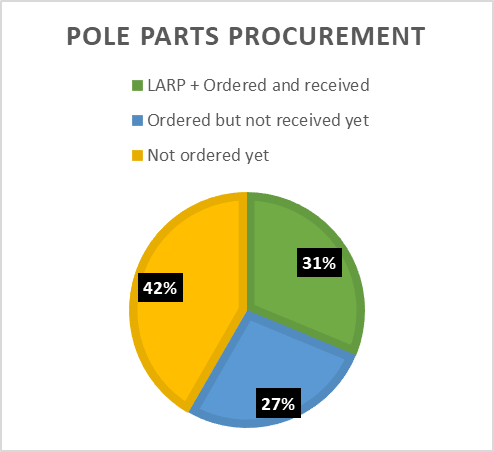 POLE PARTS PROCUREMENT
LARP + Ordered and received
Ordered but not received yet
Not ordered yet
31%
42%
27%